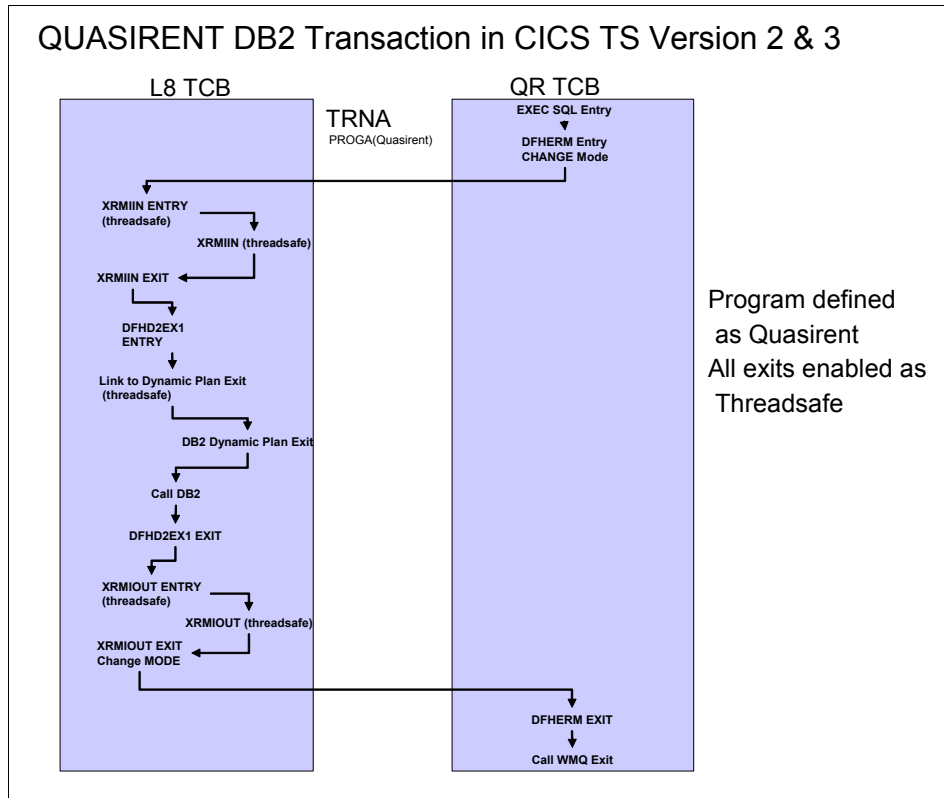 QUASIRENT DB2 Transaction in CICS TS Version 2 & 3
L8 TCB
QR TCB
TRNA
PROGA(Quasirent)
EXEC SQL Entry
DFHERM Entry
CHANGE Mode
XRMIIN ENTRY
(threadsafe)
XRMIIN (threadsafe)
XRMIIN EXIT
DFHD2EX1
ENTRY
Link to Dynamic Plan Exit
(threadsafe)
DB2 Dynamic Plan Exit
Call DB2
DFHD2EX1 EXIT
XRMIOUT ENTRY
(threadsafe)
XRMIOUT (threadsafe)
XRMIOUT EXIT
Change MODE
DFHERM EXIT
Call WMQ Exit
Program defined
as Quasirent
All exits enabled as
Threadsafe